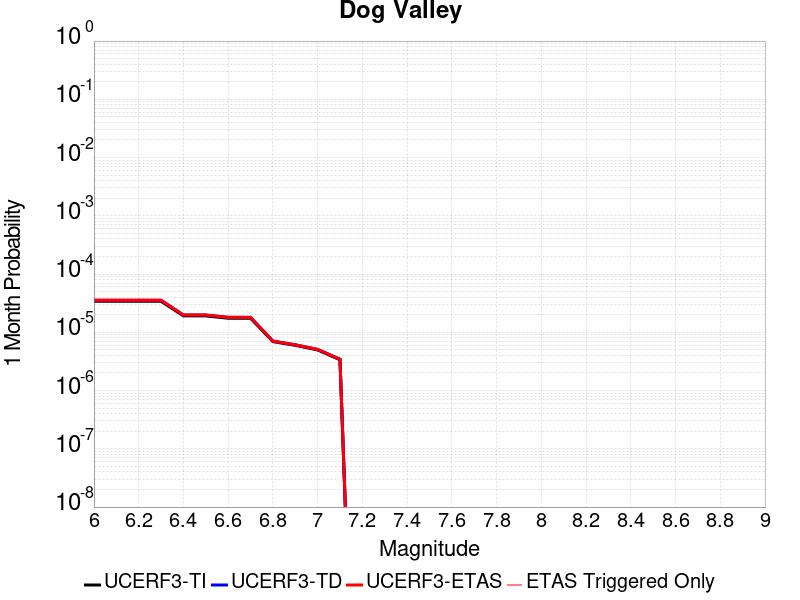 Dog Valley
10^0
10^-1
10^-2
10^-3
10^-4
10^-5
10^-6
10^-7
10^-8
1 Month Probability
6 6.2 6.4 6.6 6.8 7 7.2 7.4 7.6 7.8 8 8.2 8.4 8.6 8.8 9
Magnitude
UCERF3-TI UCERF3-TD UCERF3-ETAS ETAS Triggered Only